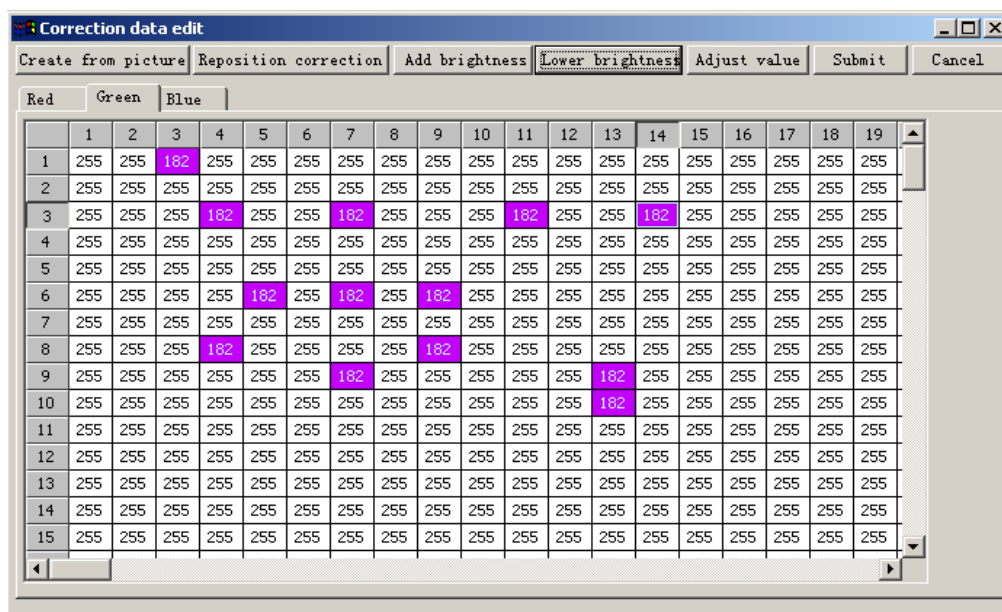 Correction data edit
Create from picture Reposition correction Add brightness Lower brightness Adjust value Submit Cancel
Red Green Blue
1 2 3 4 5 6 7 8 9 10 11 12 13 14 15 16 17 18 19
1 255 255 182 255 255 255 255 255 255 255 255 255 255 255 255 255 255 255 255
2 255 255 255 255 255 255 255 255 255 255 255 255 255 255 255 255 255 255 255
3 255 255 255 182 255 255 182 255 255 255 182 255 255 182 255 255 255 255 255
4 255 255 255 255 255 255 255 255 255 255 255 255 255 255 255 255 255 255 255
5 255 255 255 255 255 255 255 255 255 255 255 255 255 255 255 255 255 255 255
6 255 255 255 255 182 255 182 255 182 255 255 255 255 255 255 255 255 255 255
7 255 255 255 255 255 255 255 255 255 255 255 255 255 255 255 255 255 255 255
8 255 255 255 182 255 255 255 255 182 255 255 255 255 255 255 255 255 255 255
9 255 255 255 255 255 255 182 255 255 255 255 255 182 255 255 255 255 255 255
10 255 255 255 255 255 255 255 255 255 255 255 255 182 255 255 255 255 255 255
11 255 255 255 255 255 255 255 255 255 255 255 255 255 255 255 255 255 255 255
12 255 255 255 255 255 255 255 255 255 255 255 255 255 255 255 255 255 255 255
13 255 255 255 255 255 255 255 255 255 255 255 255 255 255 255 255 255 255 255
14 255 255 255 255 255 255 255 255 255 255 255 255 255 255 255 255 255 255 255
15 255 255 255 255 255 255 255 255 255 255 255 255 255 255 255 255 255 255 255